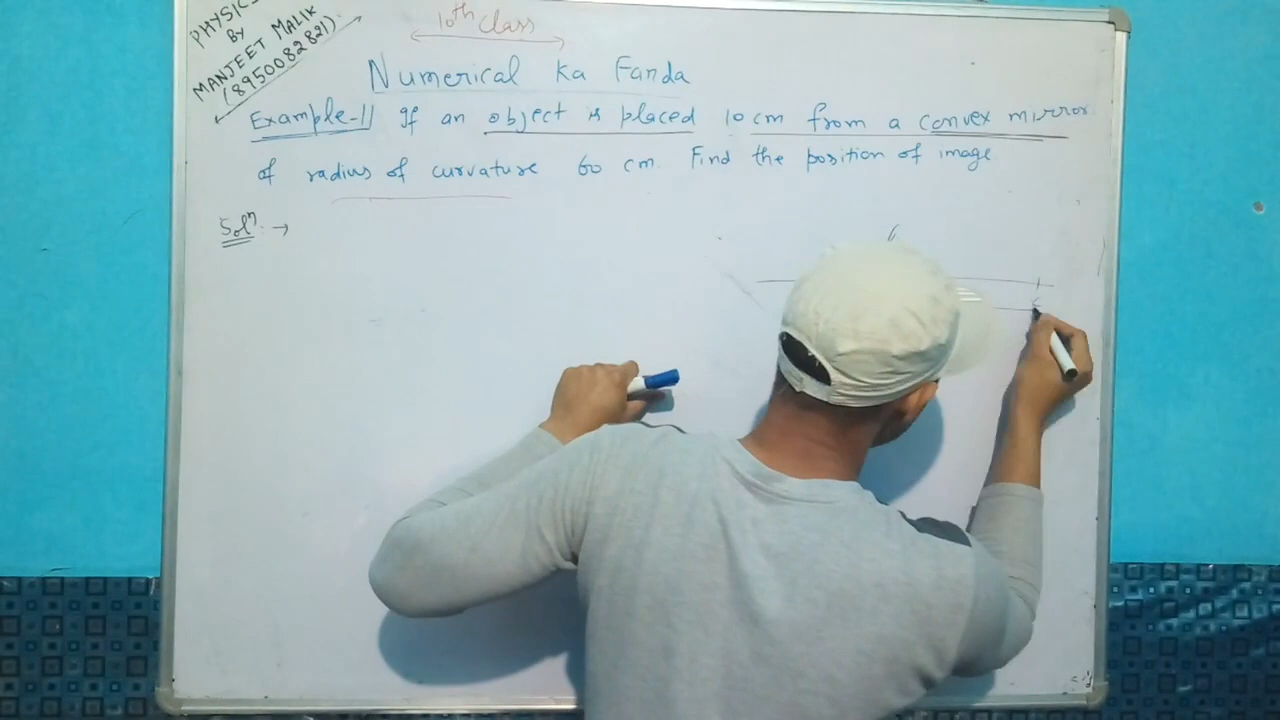 PHYSICS
By
MANJEET MALIK
(8950082821)
10th Class
Numerical ka Fanda
Example-11 If an object is placed 10 cm from a convex mirror
of radius of curvature 60 cm. Find the position of image
Solⁿ: →